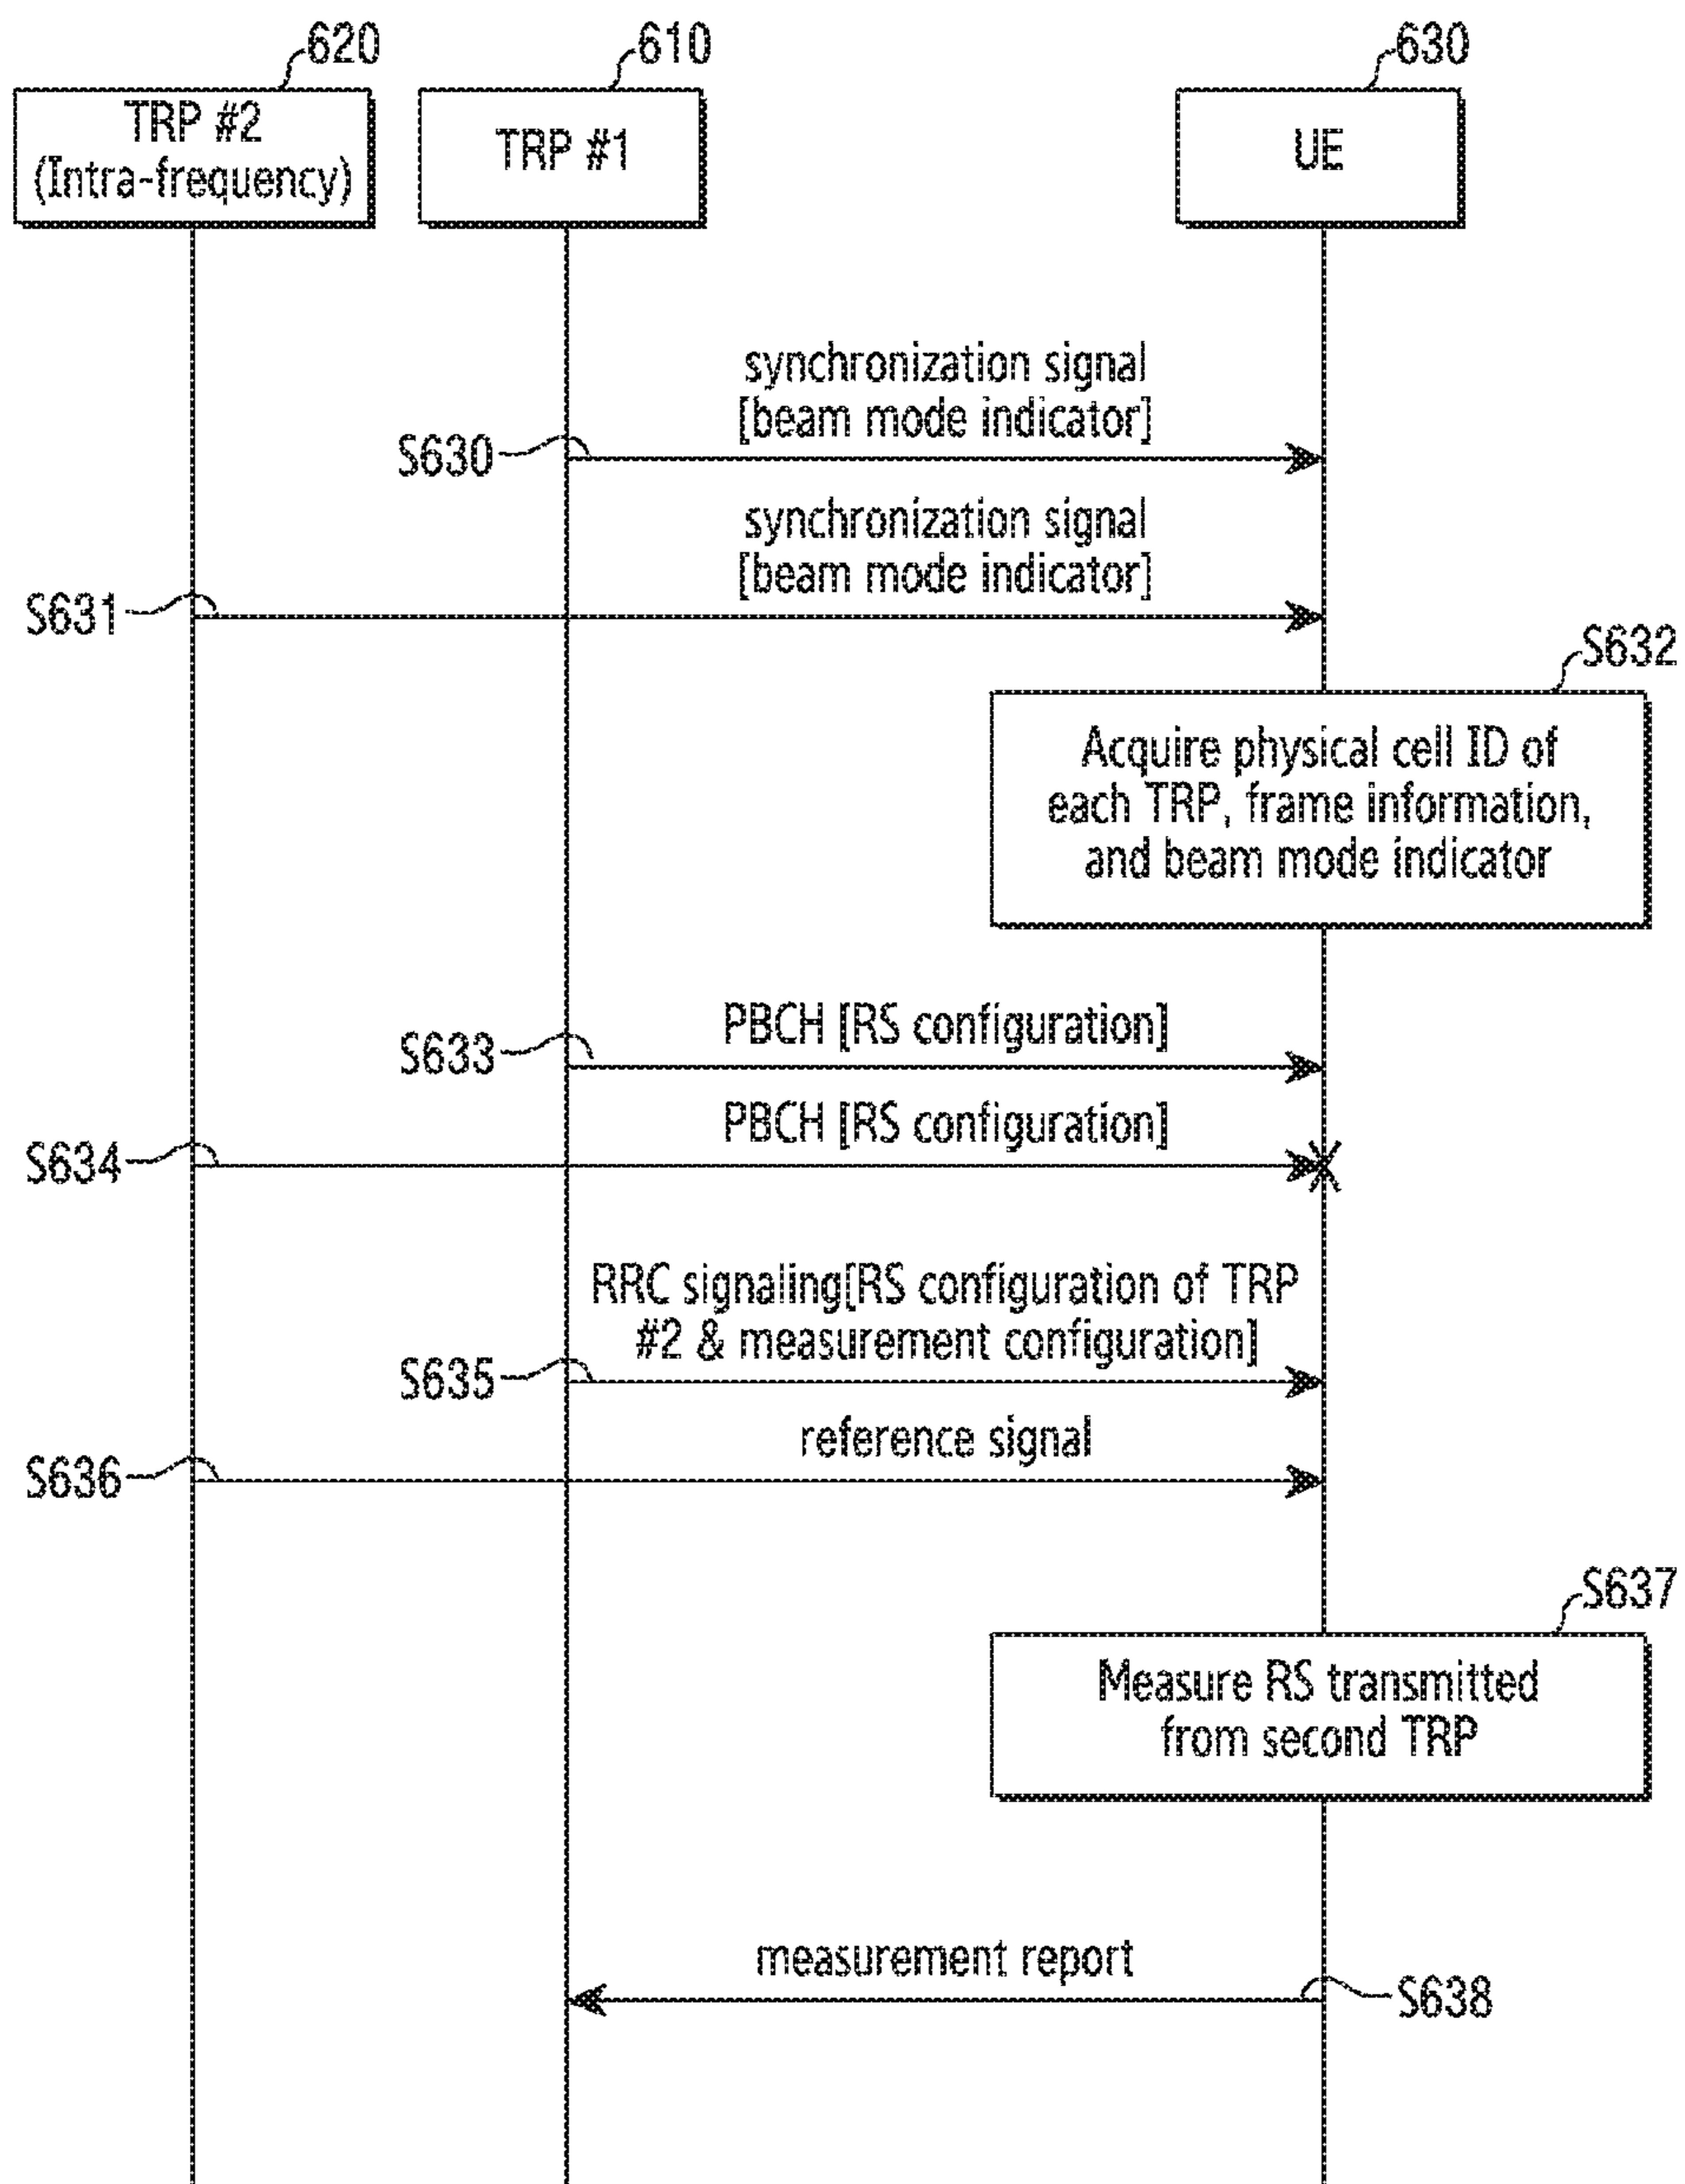 620
610
630
TRP #2
(Intra-frequency)
TRP #1
UE
synchronization signal
[beam mode indicator]
S630
synchronization signal
[beam mode indicator]
S631
S632
Acquire physical cell ID of
each TRP, frame information,
and beam mode indicator
PBCH [RS configuration]
S633
PBCH [RS configuration]
S634
RRC signaling[RS configuration of TRP
#2 & measurement configuration]
S635
reference signal
S636
S637
Measure RS transmitted
from second TRP
measurement report
S638